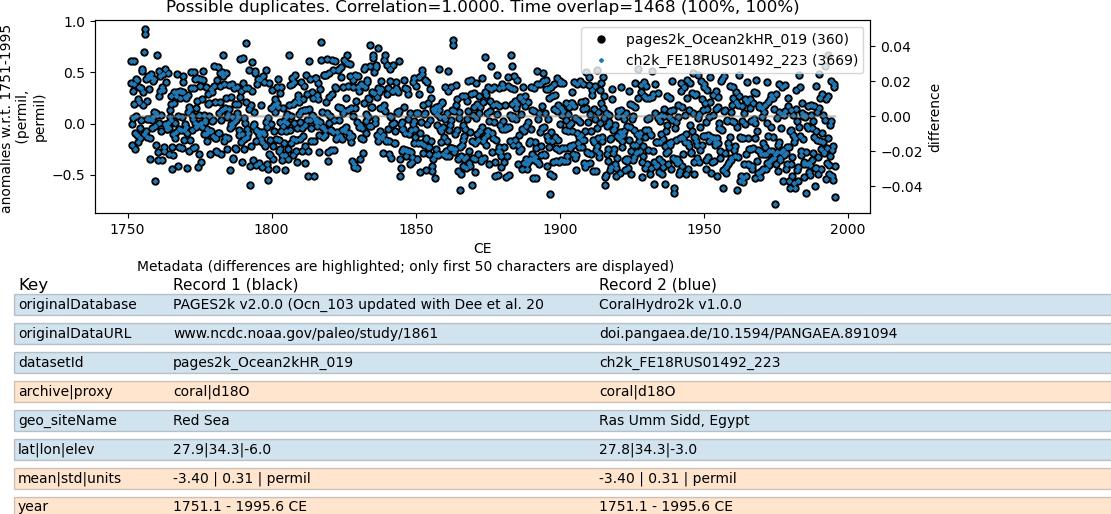 Possible duplicates. Correlation=1.0000. Time overlap=1468 (100%, 100%)
anomalies w.r.t. 1751-1995
(permil,
permil)
1.0
0.5
0.0
−0.5
pages2k_Ocean2kHR_019 (360)
ch2k_FE18RUS01492_223 (3669)
0.04
0.02
0.00
−0.02
−0.04
difference
1750
1800
1850
1900
1950
2000
CE
Metadata (differences are highlighted; only first 50 characters are displayed)
Key Record 1 (black) Record 2 (blue)
originalDatabase PAGES2k v2.0.0 (Ocn_103 updated with Dee et al. 20 CoralHydro2k v1.0.0
originalDataURL www.ncdc.noaa.gov/paleo/study/1861 doi.pangaea.de/10.1594/PANGAEA.891094
datasetId pages2k_Ocean2kHR_019 ch2k_FE18RUS01492_223
archive|proxy coral|d18O coral|d18O
geo_siteName Red Sea Ras Umm Sidd, Egypt
lat|lon|elev 27.9|34.3|-6.0 27.8|34.3|-3.0
mean|std|units -3.40 | 0.31 | permil -3.40 | 0.31 | permil
year 1751.1 - 1995.6 CE 1751.1 - 1995.6 CE